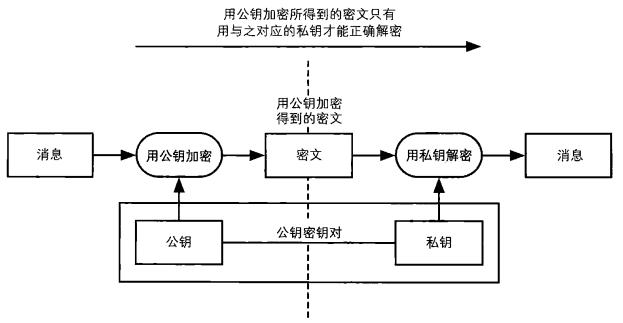 用公钥加密所得到的密文只有
用与之对应的私钥才能正确解密
用公钥加密
得到的密文
消息
用公钥加密
密文
用私钥解密
消息
公钥
公钥密钥对
私钥